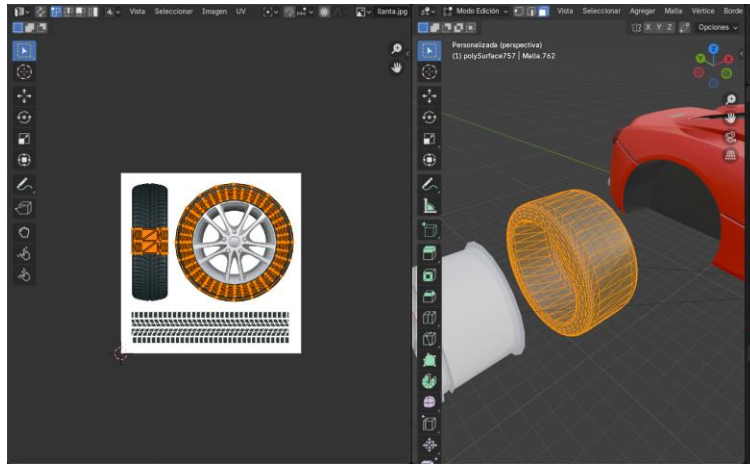 Vista Seleccionar Imagen UV llanta.jpg
Modo Edición Vista Seleccionar Agregar Malla Vértice Borde
X Y Z Opciones
Personalizada (perspectiva)
(1) polySurface757 | Malla:762
Z
Y X